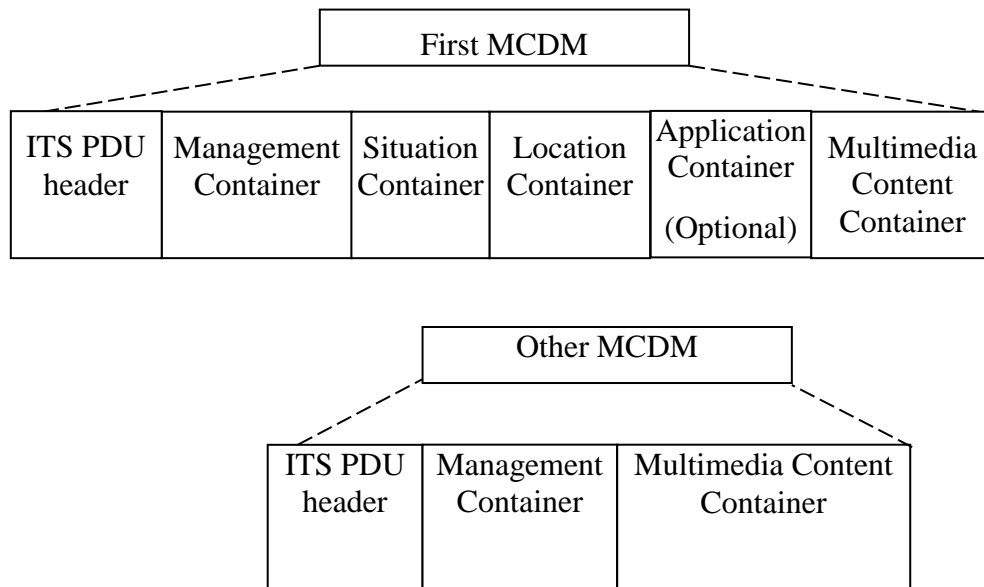 First MCDM
ITS PDU
header
Management
Container
Situation
Container
Location
Container
Application
Container
(Optional)
Multimedia
Content
Container
Other MCDM
ITS PDU
header
Management
Container
Multimedia Content
Container